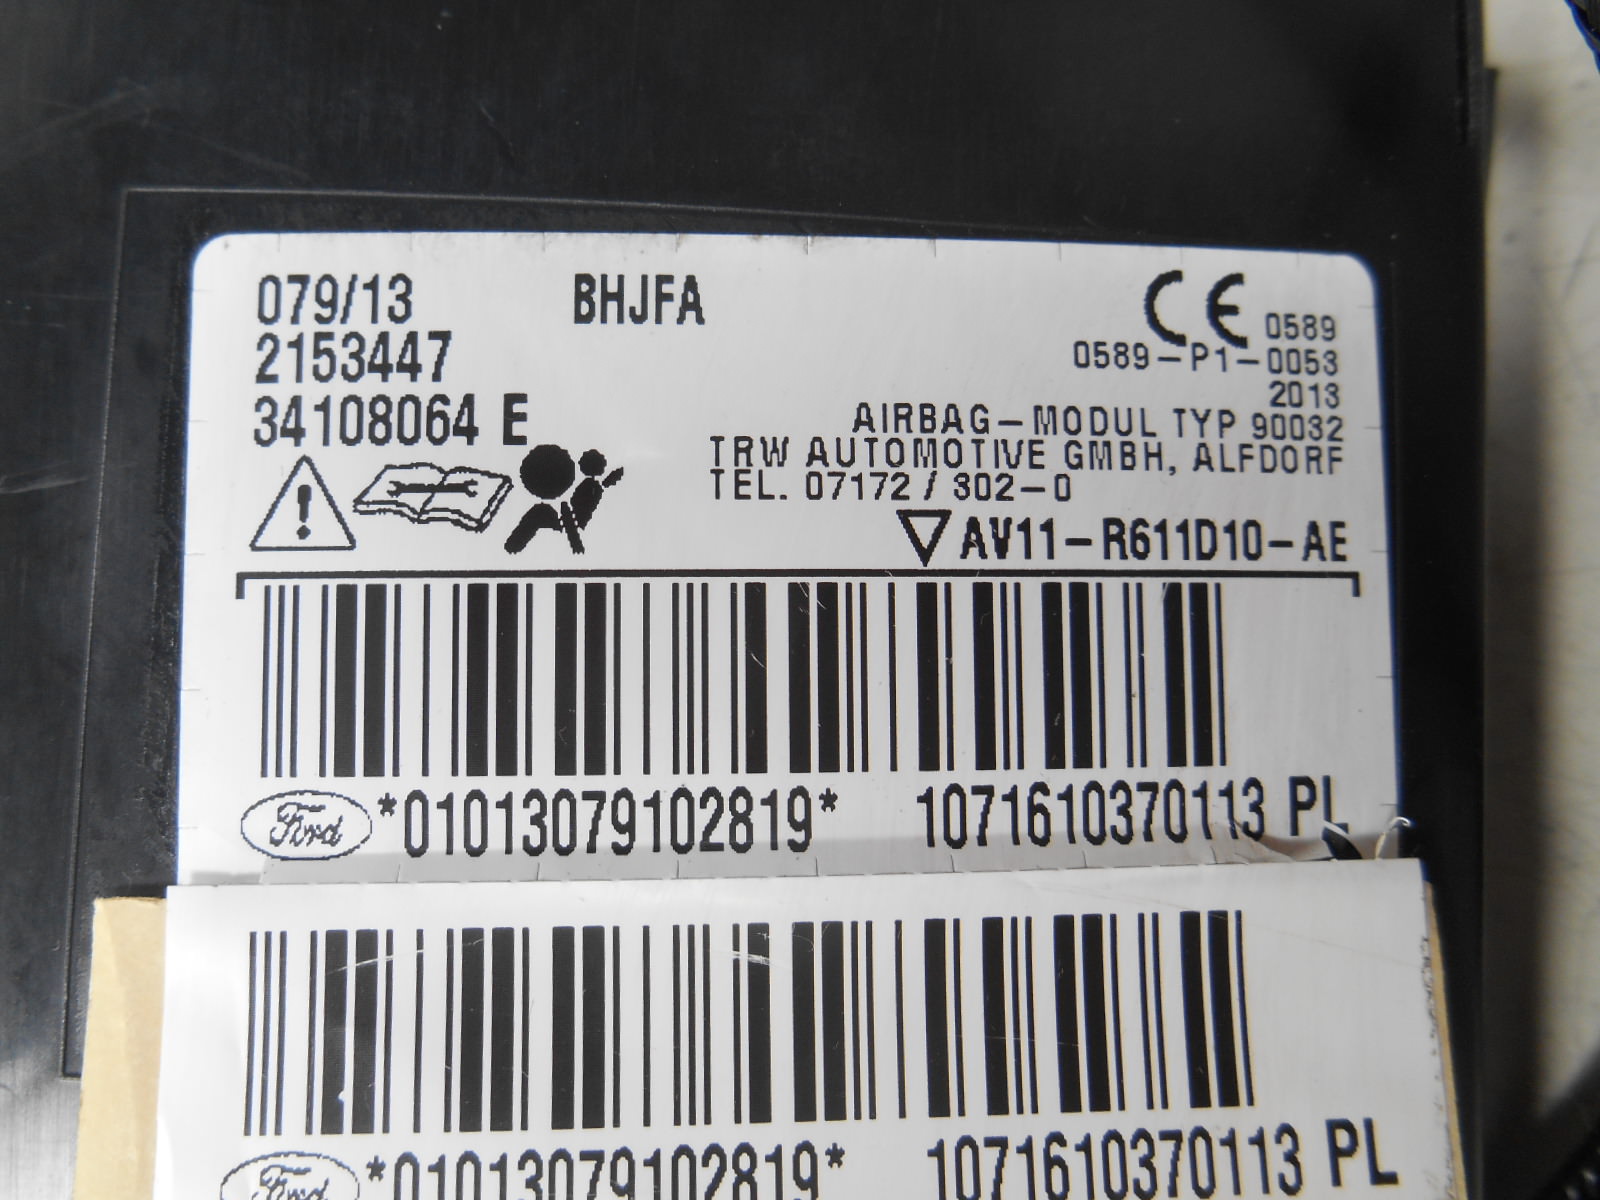 079/13 BHJFA
2153447
34108064 E
CE 0589
0589-P1-0053
2013
AIRBAG-MODUL TYP 90032
TRW AUTOMOTIVE GMBH, ALFDORF
TEL. 07172 / 302-0
AV11-R611D10-AE
Ford *01013079102819* 1071610370113 PL
Ford *01013079102819* 1071610370113 PL